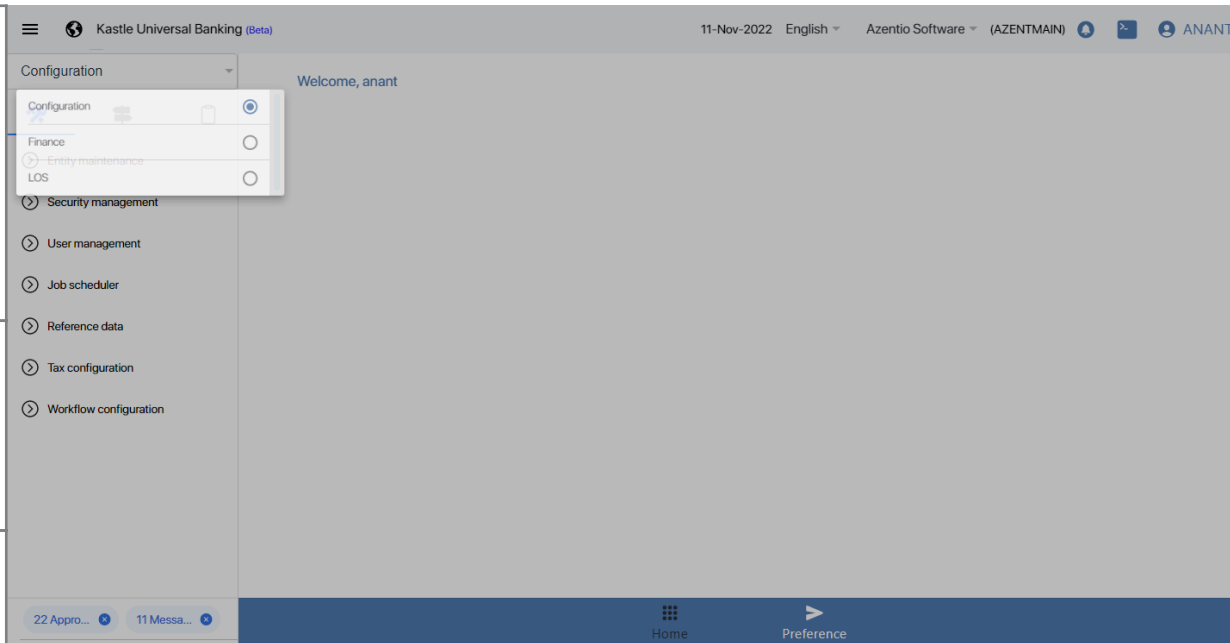 Kastle Universal Banking (Beta)
11-Nov-2022 English Azentio Software (AZENTMAIN) ANANT
Configuration
Welcome, anant
Configuration
Finance
Entity maintenance
LOS
Security management
User management
Job scheduler
Reference data
Tax configuration
Workflow configuration
22 Appro... 11 Messa...
Home Preference